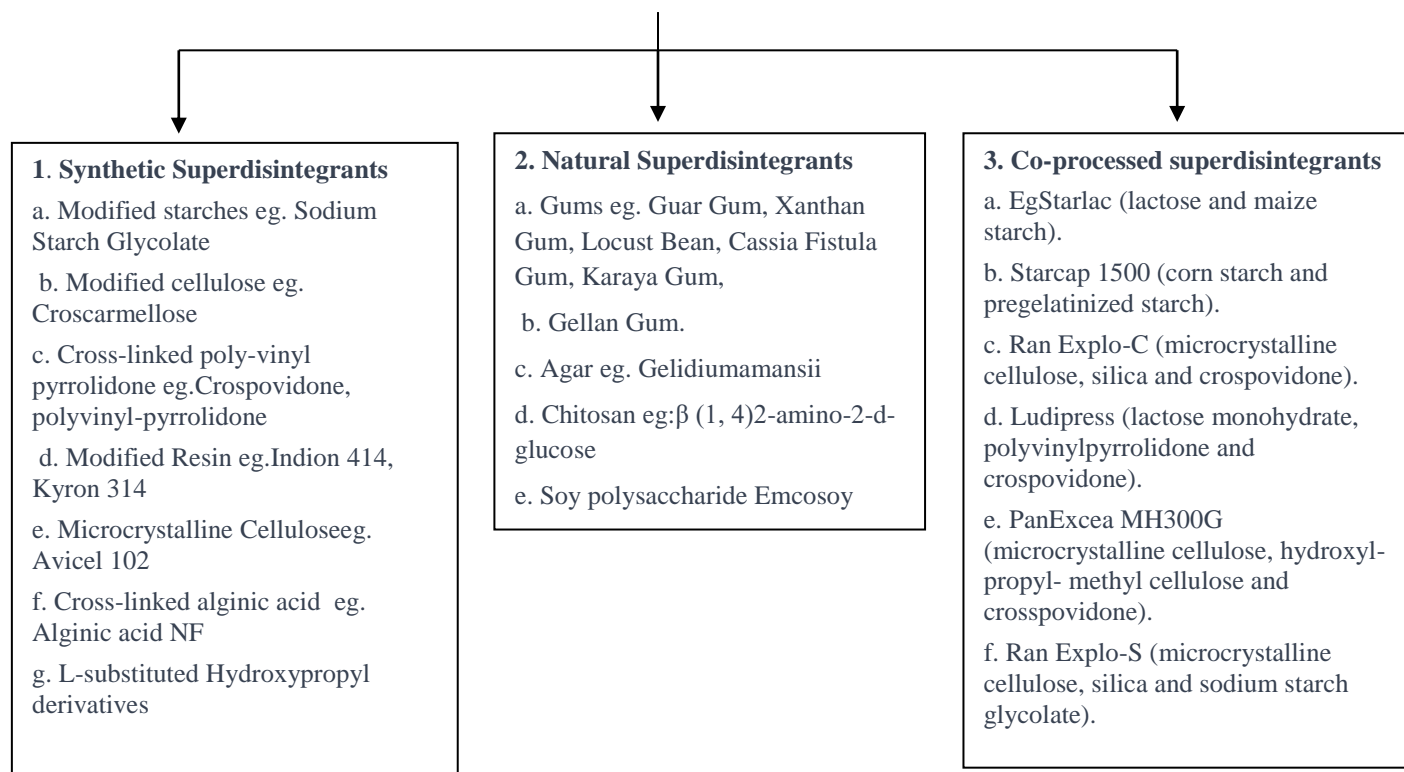 1. Synthetic Superdisintegrants
a. Modified starches eg. Sodium
Starch Glycolate
b. Modified cellulose eg.
Croscarmellose
c. Cross-linked poly-vinyl
pyrrolidone eg.Crospovidone,
polyvinyl-pyrrolidone
d. Modified Resin eg.Indion 414,
Kyron 314
e. Microcrystalline Celluloseeg.
Avicel 102
f. Cross-linked alginic acid  eg.
Alginic acid NF
g. L-substituted Hydroxypropyl
derivatives
2. Natural Superdisintegrants
a. Gums eg. Guar Gum, Xanthan
Gum, Locust Bean, Cassia Fistula
Gum, Karaya Gum,
b. Gellan Gum.
c. Agar eg. Gelidiumamansii
d. Chitosan eg:β (1, 4)2-amino-2-d-
glucose
e. Soy polysaccharide Emcosoy
3. Co-processed superdisintegrants
a. EgStarlac (lactose and maize
starch).
b. Starcap 1500 (corn starch and
pregelatinized starch).
c. Ran Explo-C (microcrystalline
cellulose, silica and crospovidone).
d. Ludipress (lactose monohydrate,
polyvinylpyrrolidone and
crospovidone).
e. PanExcea MH300G
(microcrystalline cellulose, hydroxyl-
propyl- methyl cellulose and
crosspovidone).
f. Ran Explo-S (microcrystalline
cellulose, silica and sodium starch
glycolate).